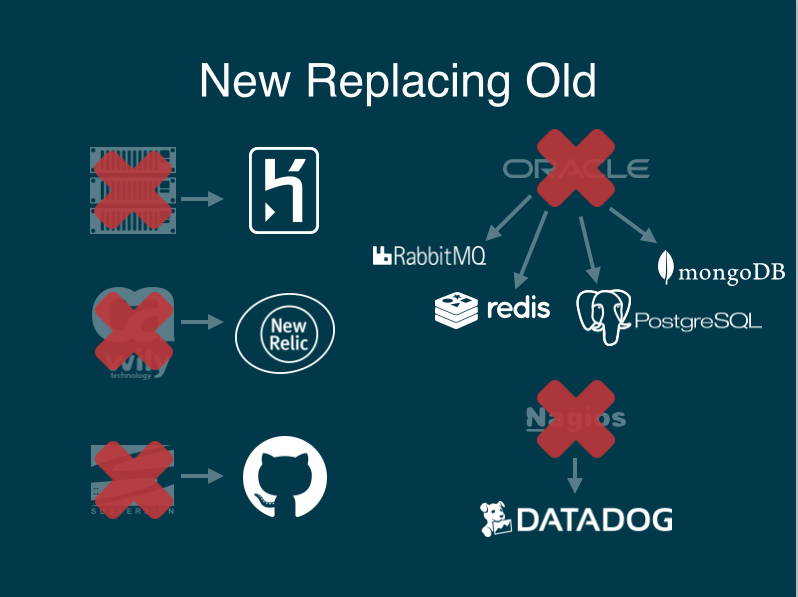 New Replacing Old
ORACLE
RabbitMQ
mongoDB
redis
PostgreSQL
New
Relic
wily
technology
Nagios
SUBVERSION
DATADOG